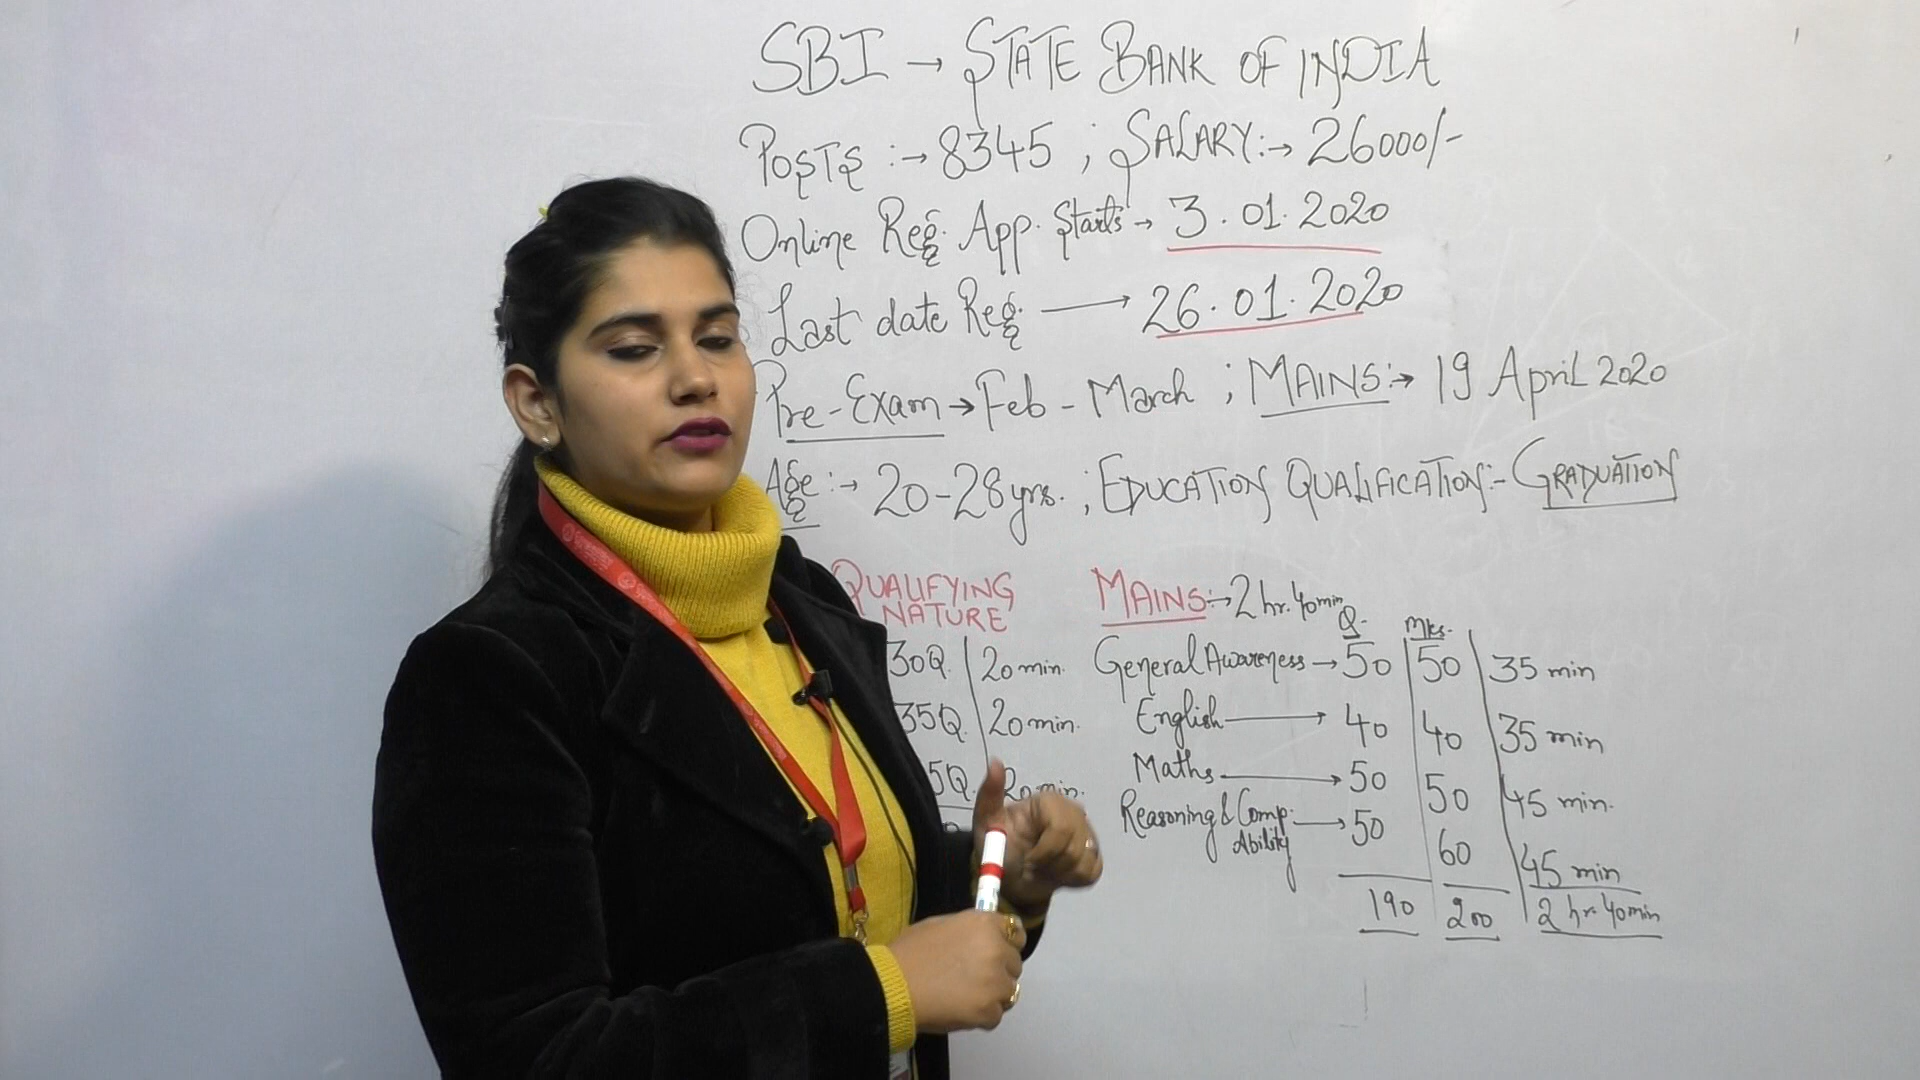 SBI → STATE BANK OF INDIA
POSTS :→ 8345 ; SALARY:→ 26000/-
Online Reg. App. Starts → 3.01.2020
Last date Reg. → 26.01.2020
Pre-Exam → Feb - March ; MAINS:→ 19 April 2020
Age :→ 20-28 yrs. ; EDUCATION QUALIFICATION:- GRADUATION
QUALIFYING
NATURE
30Q. 20 min.
35Q. 20 min.
5Q. 20 min.
MAINS:→ 2 hr. 40 min
Q. Mks.
General Awareness → 50 50 35 min
English → 40 40 35 min
Maths → 50 50 45 min.
Reasoning & Comp. Ability → 50 60 45 min
190 200 2 hr. 40 min